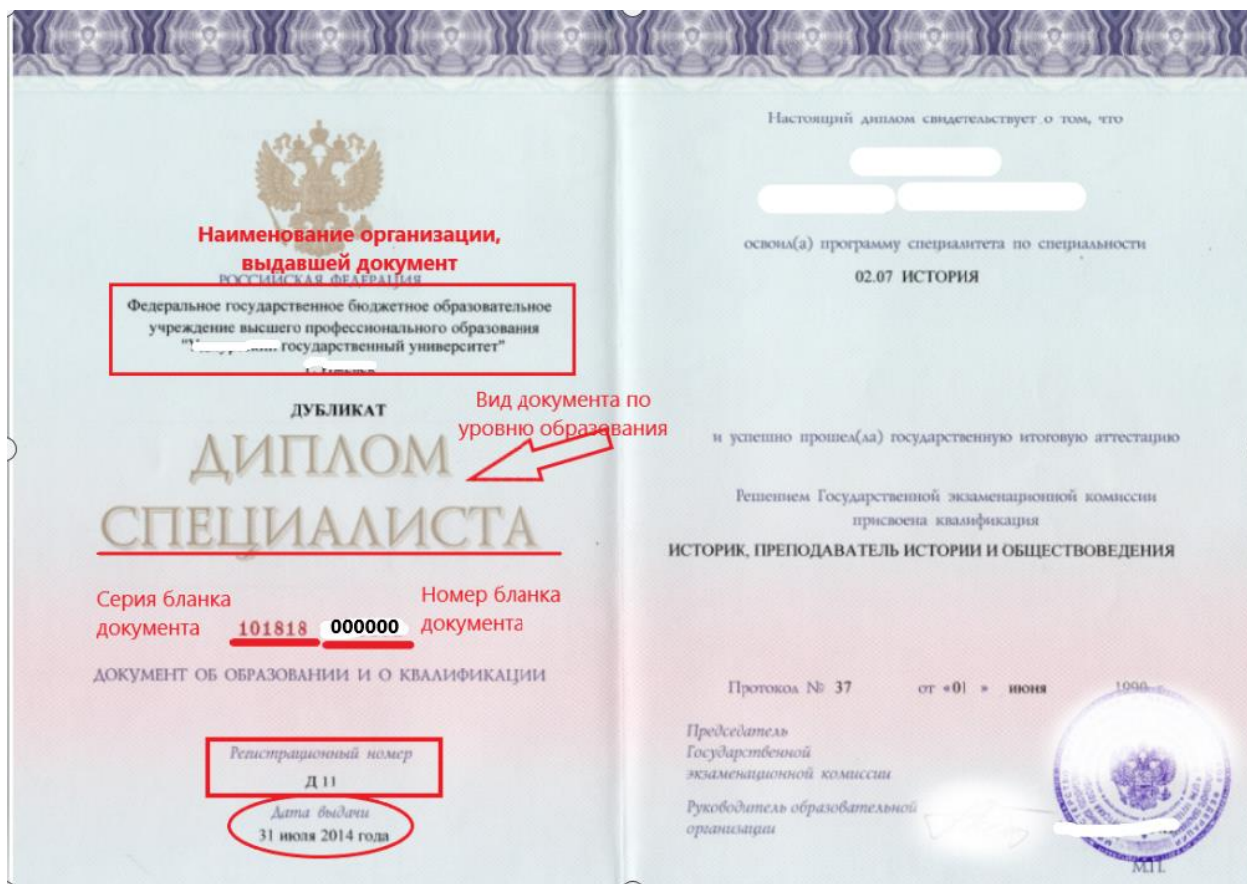 Наименование организации,
выдавшей документ
РОССИЙСКАЯ ФЕДЕРАЦИЯ
Федеральное государственное бюджетное образовательное
учреждение высшего профессионального образования
государственный университет"
ДУБЛИКАТ
Вид документа по
уровню образования
ДИПЛОМ
СПЕЦИАЛИСТА
Серия бланка
документа
101818 000000
Номер бланка
документа
ДОКУМЕНТ ОБ ОБРАЗОВАНИИ И О КВАЛИФИКАЦИИ
Регистрационный номер
Д 11
Дата выдачи
31 июля 2014 года
Настоящий диплом свидетельствует о том, что
освоил(а) программу специалитета по специальности
02.07 ИСТОРИЯ
и успешно прошел(ла) государственную итоговую аттестацию
Решением Государственной экзаменационной комиссии
присвоена квалификация
ИСТОРИК, ПРЕПОДАВАТЕЛЬ ИСТОРИИ И ОБЩЕСТВОВЕДЕНИЯ
Протокол № 37 от «01 » июня
Председатель
Государственной
экзаменационной комиссии
Руководитель образовательной
организации
М.П.